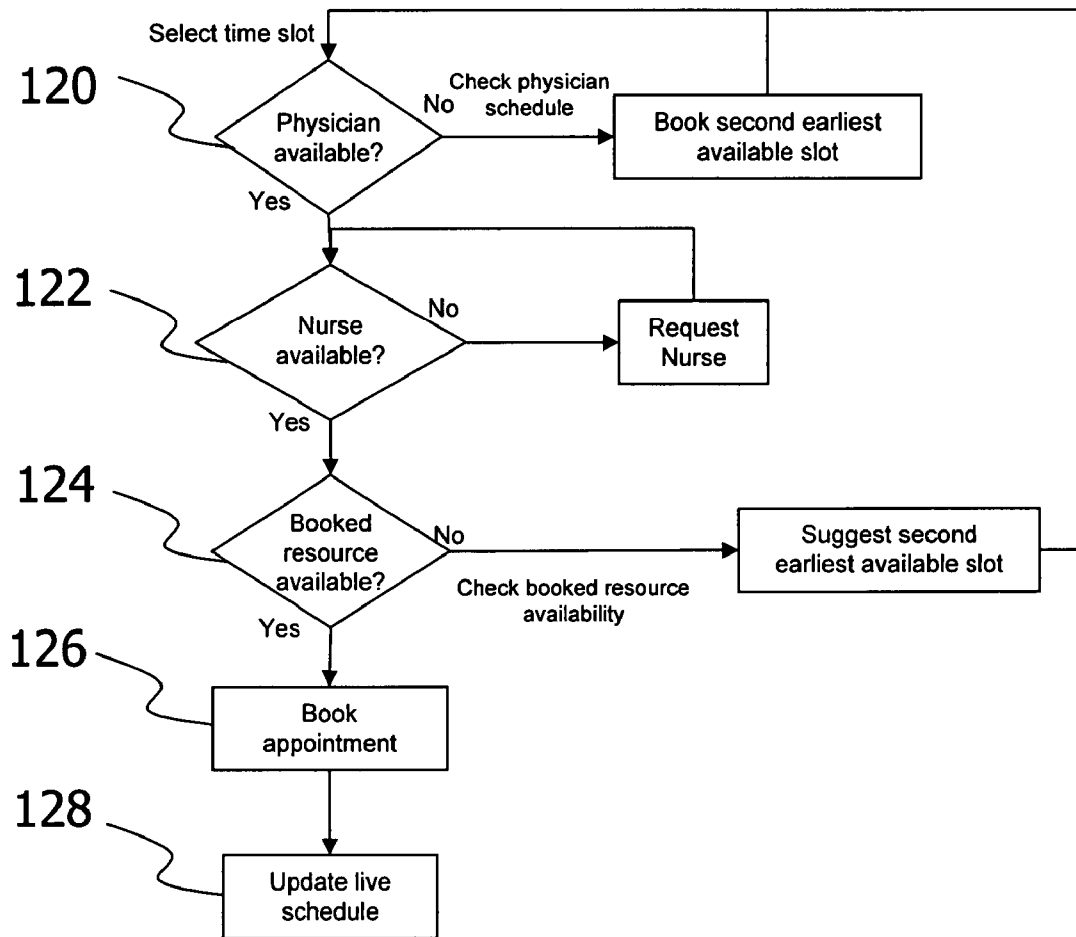 Select time slot
120
Physician
available?
No
Check physician
schedule
Book second earliest
available slot
Yes
122
Nurse
available?
No
Request
Nurse
Yes
124
Booked
resource
available?
No
Check booked resource
availability
Suggest second
earliest available slot
Yes
126
Book
appointment
128
Update live
schedule